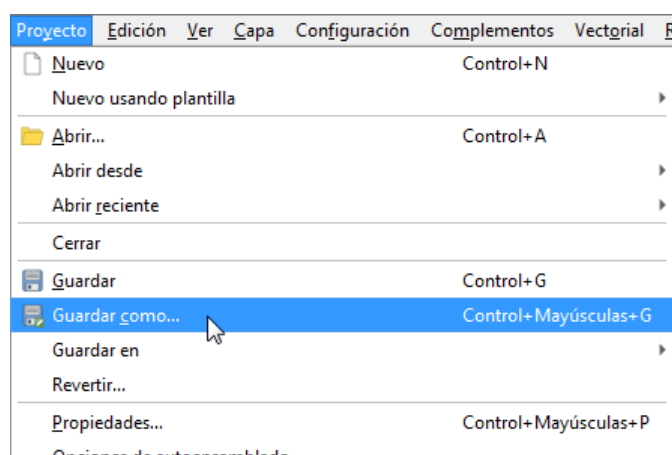 Proyecto Edición Ver Capa Configuración Complementos Vectorial
Nuevo Control+N
Nuevo usando plantilla
Abrir... Control+A
Abrir desde
Abrir reciente
Cerrar
Guardar Control+G
Guardar como... Control+Mayúsculas+G
Guardar en
Revertir...
Propiedades... Control+Mayúsculas+P